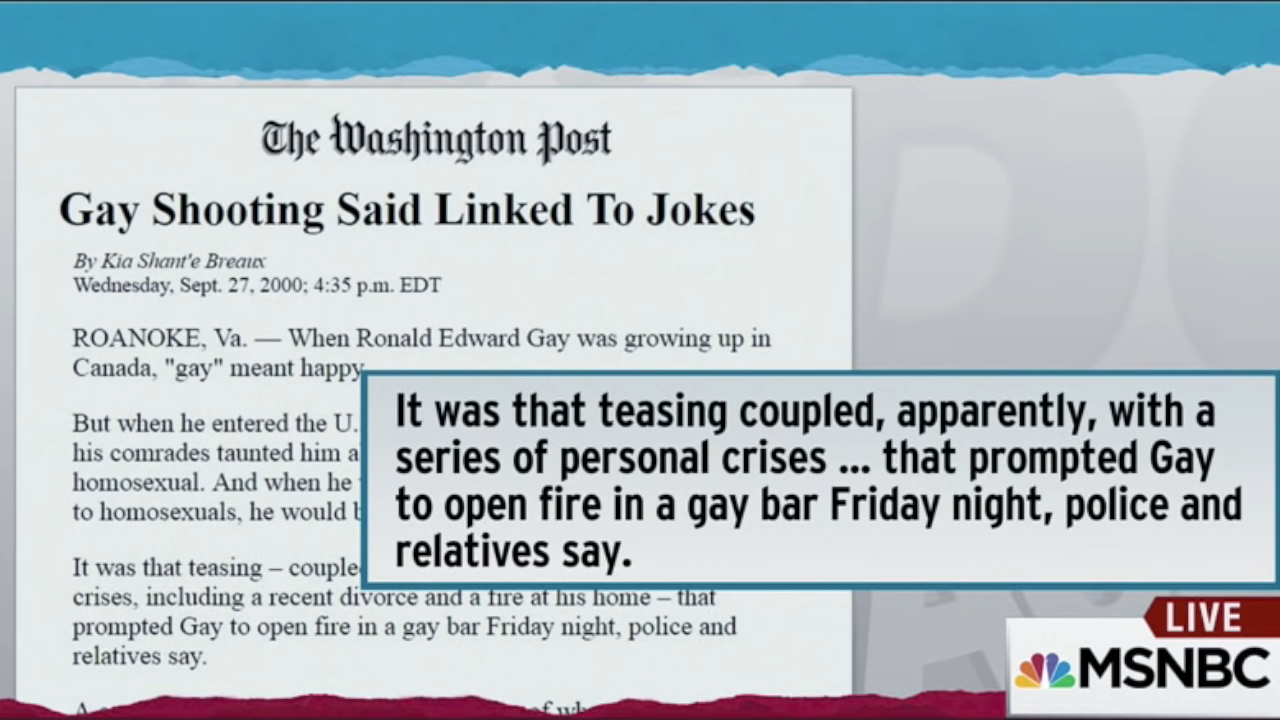 The Washington Post
Gay Shooting Said Linked To Jokes
By Kia Shant'e Breaux
Wednesday, Sept. 27, 2000; 4:35 p.m. EDT
ROANOKE, Va. — When Ronald Edward Gay was growing up in
Canada, "gay" meant happy
But when he entered the U.
his comrades taunted him a
homosexual. And when he
to homosexuals, he would
It was that teasing – couple
crises, including a recent divorce and a fire at his home – that
prompted Gay to open fire in a gay bar Friday night, police and
relatives say.
It was that teasing coupled, apparently, with a
series of personal crises ... that prompted Gay
to open fire in a gay bar Friday night, police and
relatives say.
LIVE
MSNBC